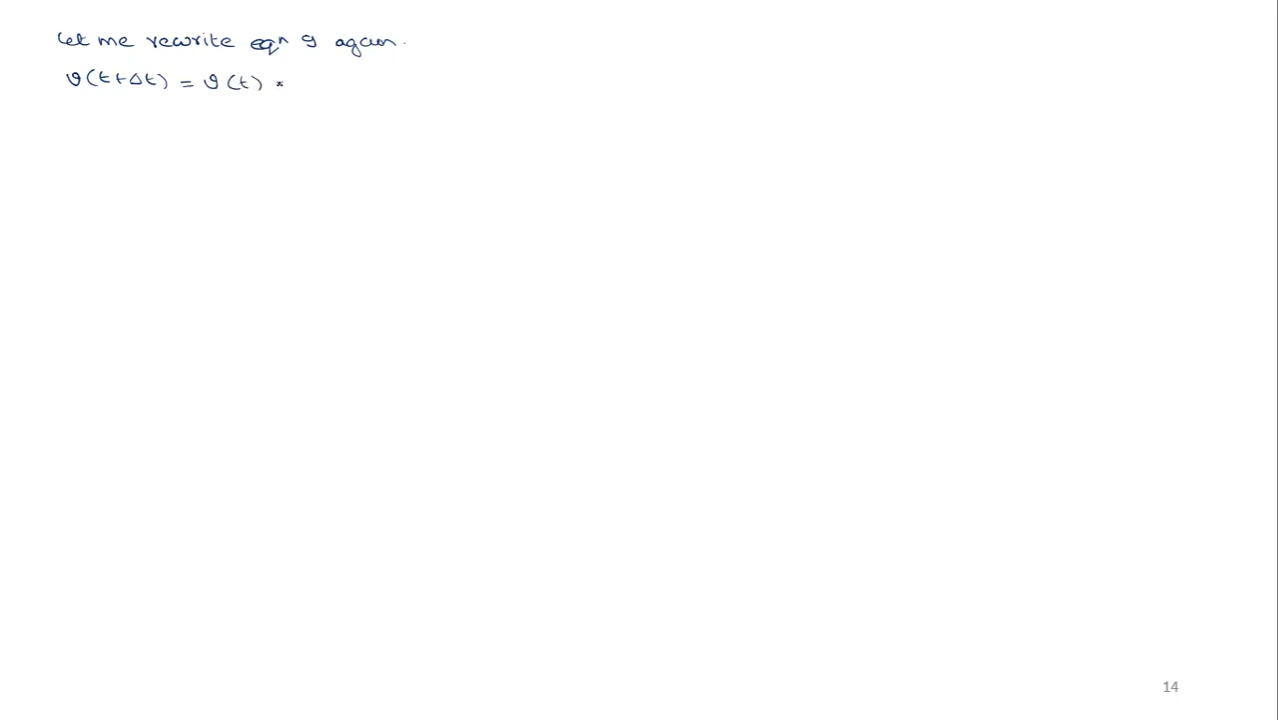 Let me rewrite eqn 9 again.
ϑ(t+Δt) = ϑ(t) *
14